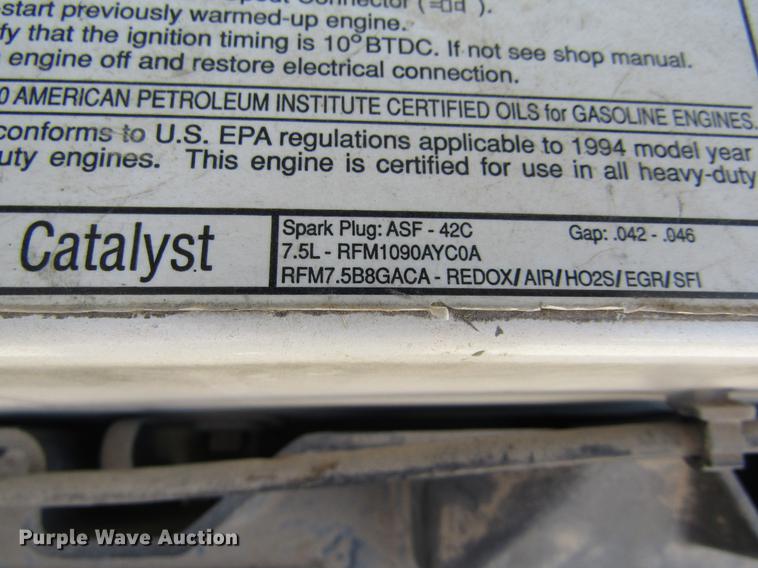 -start previously warmed-up engine.
fy that the ignition timing is 10° BTDC. If not see shop manual.
engine off and restore electrical connection.
AMERICAN PETROLEUM INSTITUTE CERTIFIED OILS for GASOLINE ENGINES.
conforms to U.S. EPA regulations applicable to 1994 model year
uty engines. This engine is certified for use in all heavy-duty
Catalyst
Spark Plug: ASF - 42C Gap: .042 - .046
7.5L - RFM1090AYC0A
RFM7.5B8GACA - REDOX/AIR/HO2S/EGR/SFI
Purple Wave Auction